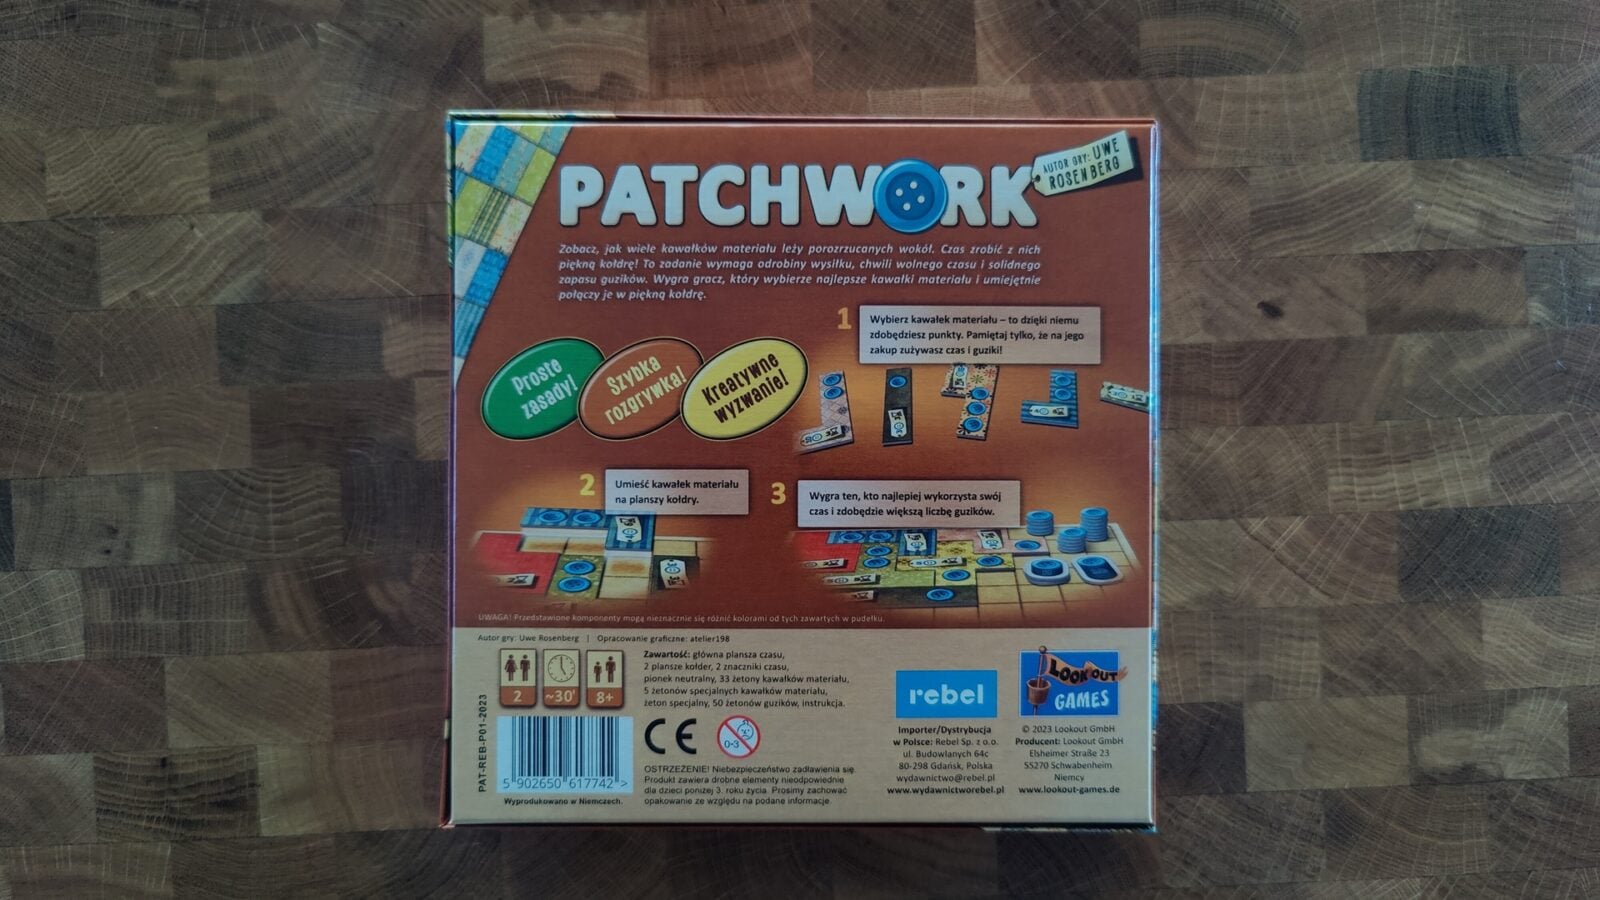 PATCHWORK
AUTOR GRY: UWE
ROSENBERG
Zobacz, jak wiele kawałków materiału leży porozrzucanych wokół. Czas zrobić z nich
piękną kołdrę! To zadanie wymaga odrobiny wysiłku, chwili wolnego czasu i solidnego
zapasu guzików. Wygra gracz, który wybierze najlepsze kawałki materiału i umiejętnie
połączy je w piękną kołdrę.
1
Wybierz kawałek materiału – to dzięki niemu
zdobędziesz punkty. Pamiętaj tylko, że na jego
zakup zużywasz czas i guziki!
Proste
zasady!
Szybka
rozgrywka!
Kreatywne
wyzwanie!
2
Umieść kawałek materiału
na planszy kołdry.
3
Wygra ten, kto najlepiej wykorzysta swój
czas i zdobędzie większą liczbę guzików.
UWAGA! Przedstawione komponenty mogą nieznacznie się różnić kolorami od tych zawartych w pudełku.
Autor gry: Uwe Rosenberg | Opracowanie graficzne: atelier198
2
~30'
8+
Zawartość: główna plansza czasu,
2 plansze kołder, 2 znaczniki czasu,
pionek neutralny, 33 żetony kawałków materiału,
5 żetonów specjalnych kawałków materiału,
żeton specjalny, 50 żetonów guzików, instrukcja.
PAT-REB-P01-2023
5 902650 617742 >
Wyprodukowano w Niemczech.
CE
0-3
OSTRZEŻENIE! Niebezpieczeństwo zadławienia się.
Produkt zawiera drobne elementy nieodpowiednie
dla dzieci poniżej 3. roku życia. Prosimy zachować
opakowanie ze względu na podane informacje.
rebel
Importer/Dystrybucja
w Polsce: Rebel Sp. z o.o.
ul. Budowlanych 64c
80-298 Gdańsk, Polska
wydawnictwo@rebel.pl
www.wydawnictworebel.pl
LOOKOUT
GAMES
© 2023 Lookout GmbH
Producent: Lookout GmbH
Elsheimer Straße 23
55270 Schwabenheim
Niemcy
www.lookout-games.de